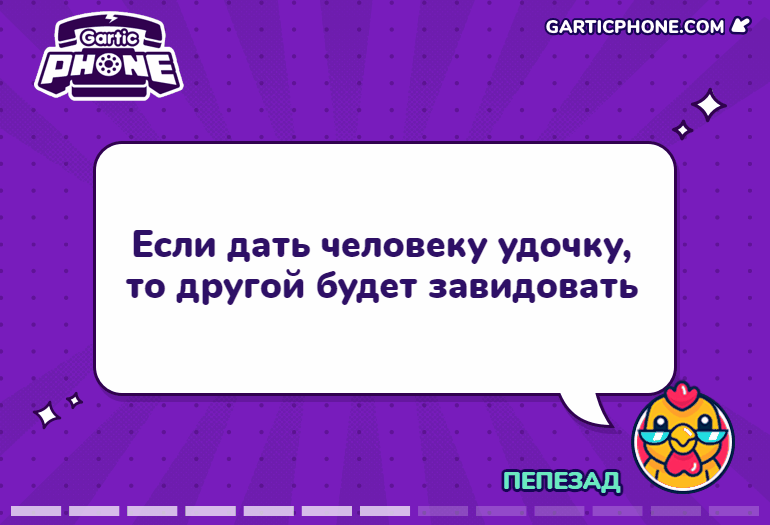 Gartic
PHONE
GARTICPHONE.COM
Если дать человеку удочку,
то другой будет завидовать
ПЕПЕЗАД